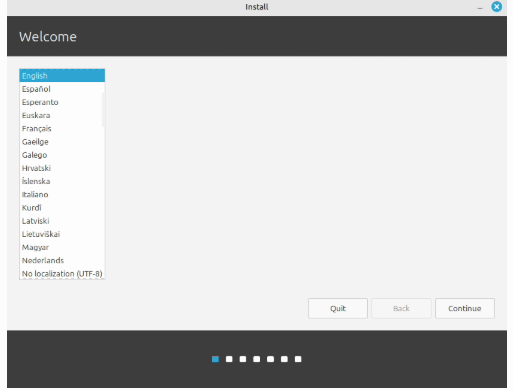 Install
Welcome
English
Español
Esperanto
Euskara
Français
Gaeilge
Galego
Hrvatski
Íslenska
Italiano
Kurdî
Latviski
Lietuviškai
Magyar
Nederlands
No localization (UTF-8)
Quit Back Continue